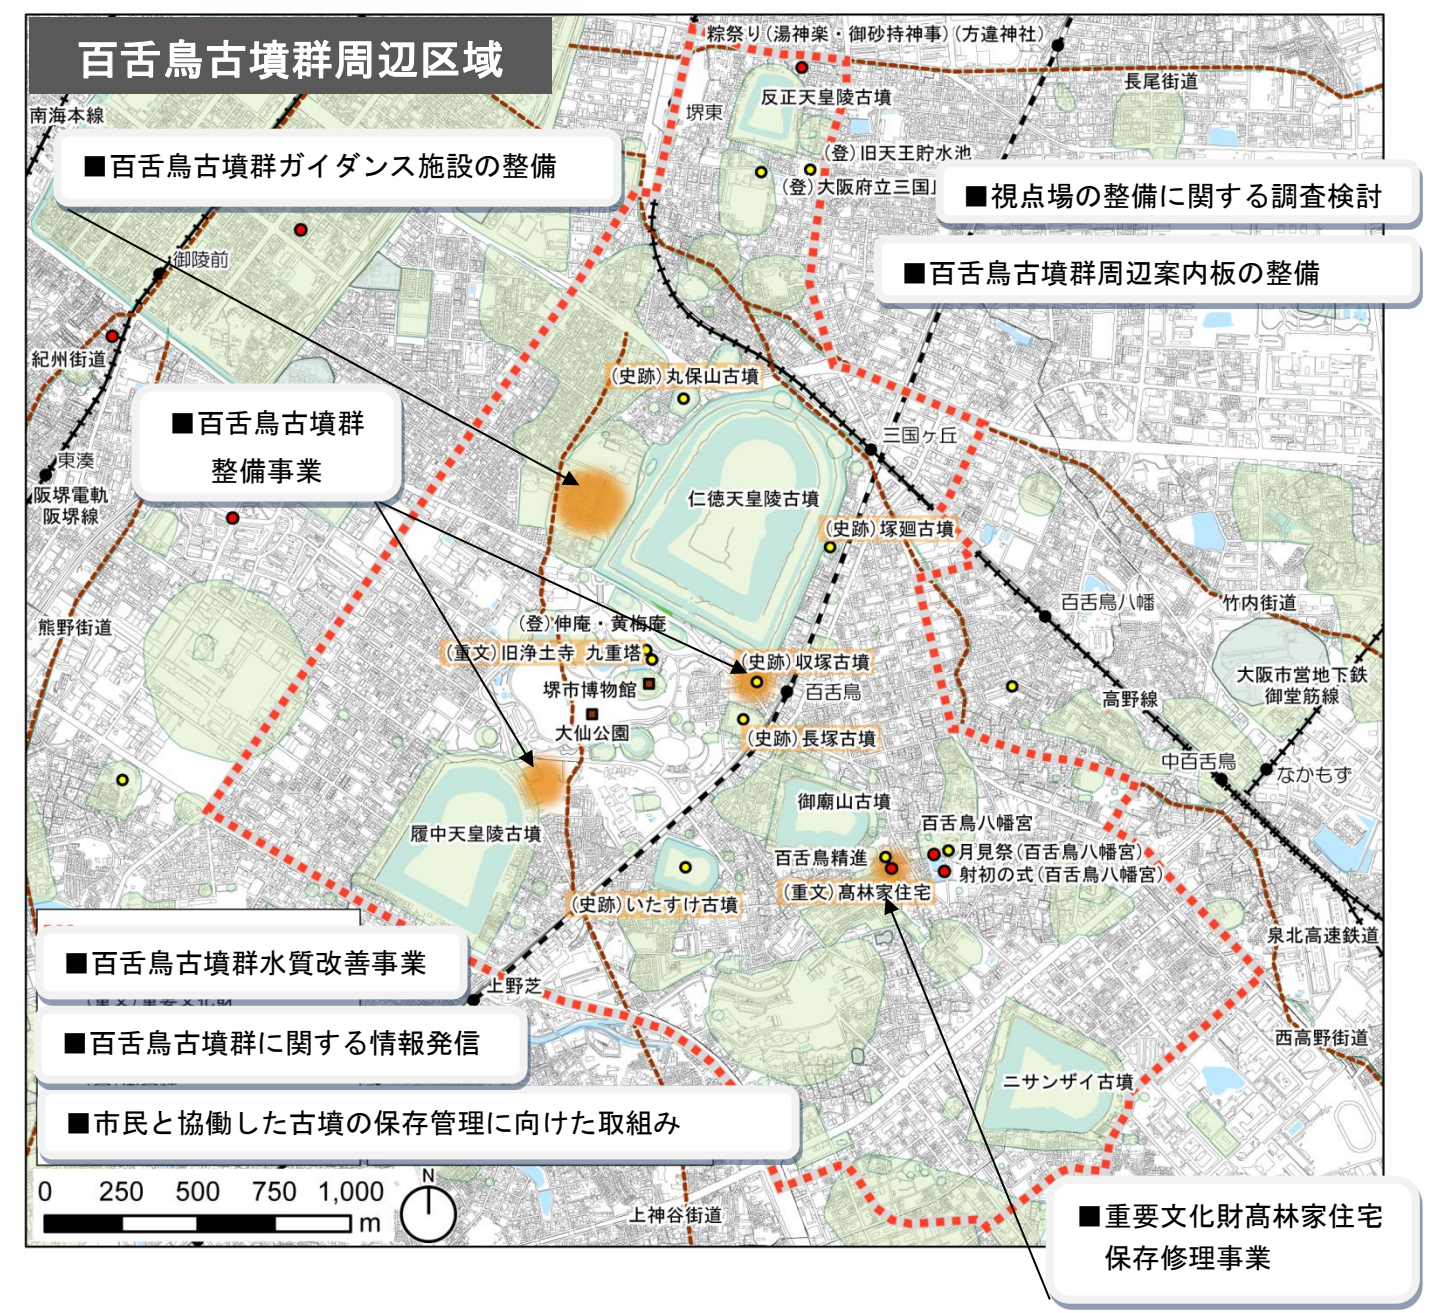 百舌鳥古墳群周辺区域
粽祭り(湯神楽・御砂持神事)(方違神社)
長尾街道
反正天皇陵古墳
堺東
南海本線
■百舌鳥古墳群ガイダンス施設の整備
(登)旧天王貯水池
(登)大阪府立三国丘
■視点場の整備に関する調査検討
御陵前
■百舌鳥古墳群周辺案内板の整備
紀州街道
(史跡)丸保山古墳
■百舌鳥古墳群
整備事業
三国ヶ丘
東湊
阪堺電軌
阪堺線
仁徳天皇陵古墳
(史跡)塚廻古墳
百舌鳥八幡
竹内街道
熊野街道
(登)伸庵・黄梅庵
(重文)旧浄土寺 九重塔
(史跡)収塚古墳
大阪市営地下鉄
御堂筋線
堺市博物館
百舌鳥
高野線
大仙公園
(史跡)長塚古墳
中百舌鳥
なかもず
御廟山古墳
履中天皇陵古墳
百舌鳥八幡宮
百舌鳥精進
月見祭(百舌鳥八幡宮)
射初の式(百舌鳥八幡宮)
(重文)髙林家住宅
(史跡)いたすけ古墳
泉北高速鉄道
■百舌鳥古墳群水質改善事業
上野芝
(重文)重要文化財
西高野街道
■百舌鳥古墳群に関する情報発信
ニサンザイ古墳
■市民と協働した古墳の保存管理に向けた取組み
0 250 500 750 1,000
m
N
上神谷街道
■重要文化財髙林家住宅
保存修理事業